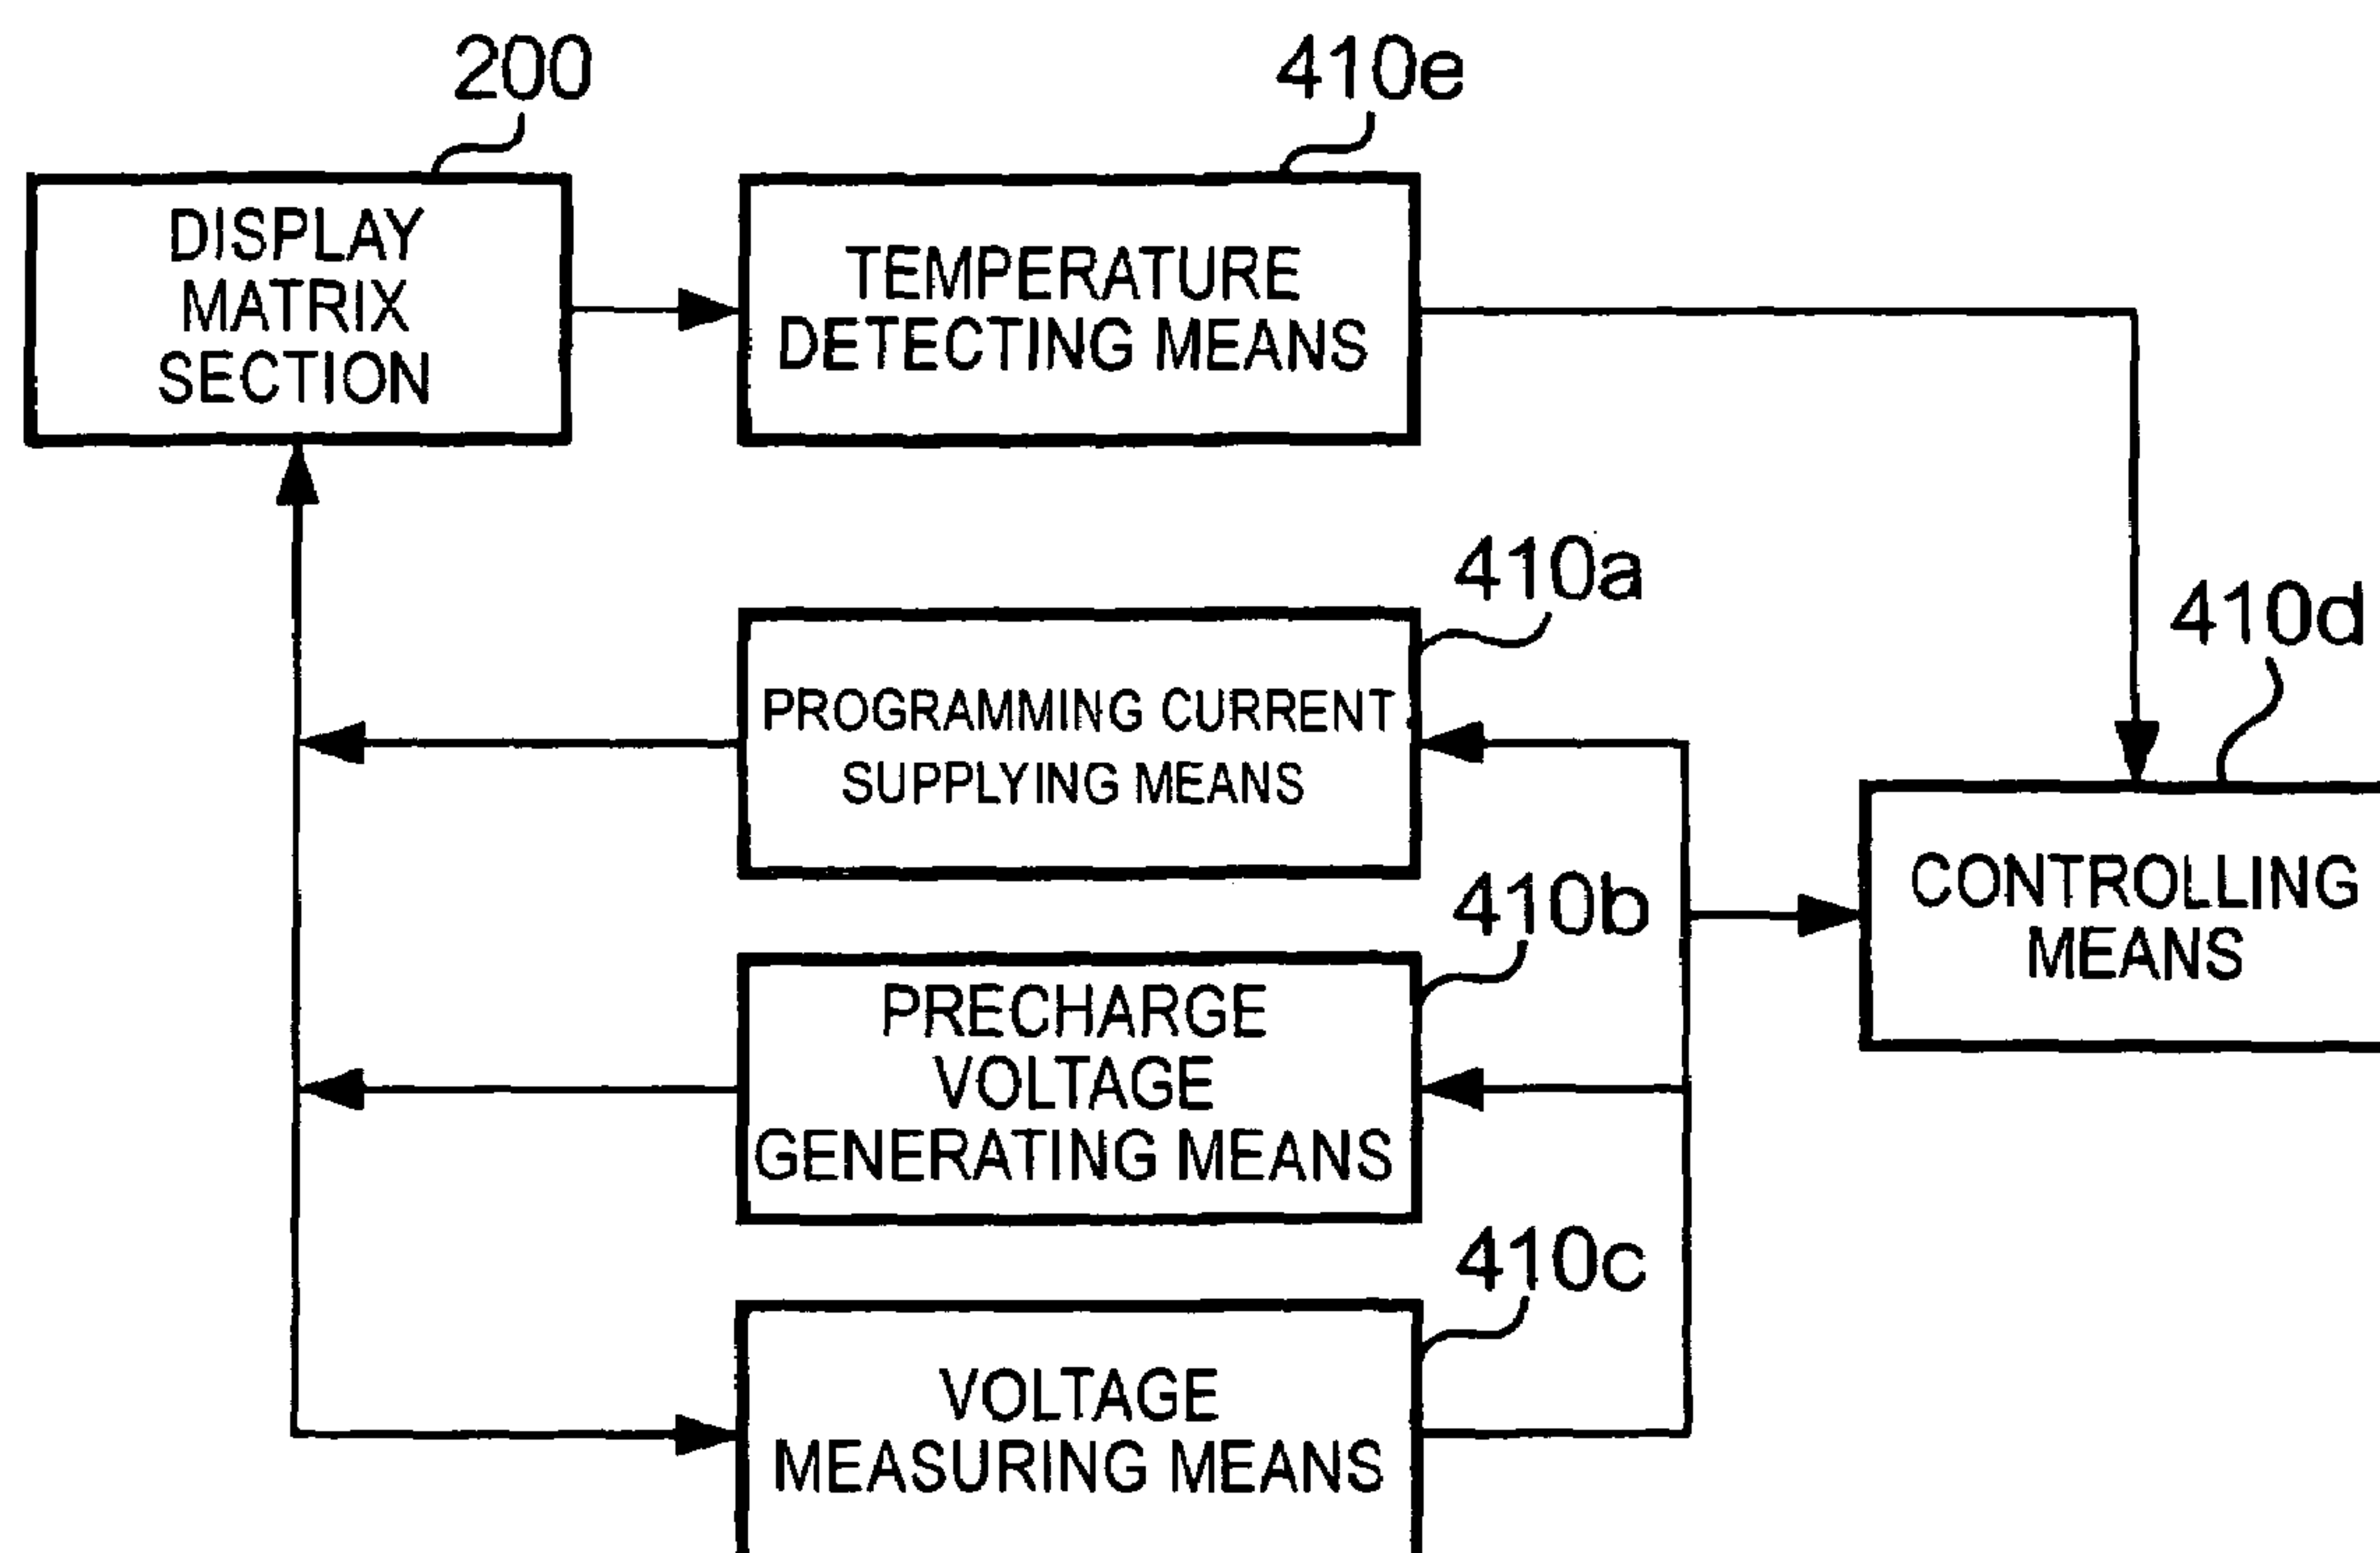 200
410e
DISPLAY
MATRIX
SECTION
TEMPERATURE
DETECTING MEANS
410a
PROGRAMMING CURRENT
SUPPLYING MEANS
410d
CONTROLLING
MEANS
410b
PRECHARGE
VOLTAGE
GENERATING MEANS
410c
VOLTAGE
MEASURING MEANS